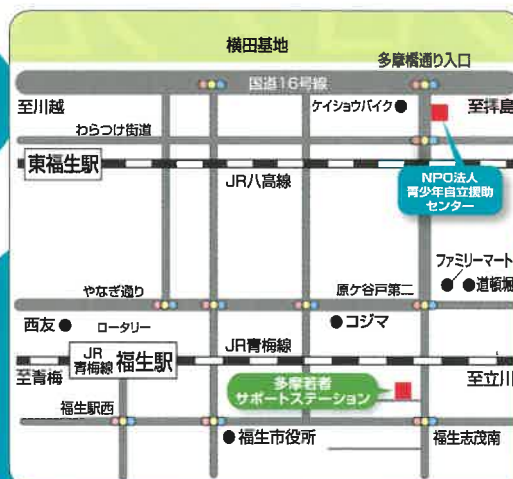 横田基地
多摩橋通り入口
国道16号線
至川越
ケイショウバイク
至拝島
わらつけ街道
東福生駅
JR八高線
NPO法人
青少年自立援助
センター
ファミリーマート
道頓堀
やなぎ通り
原ケ谷戸第二
西友
ロータリー
コジマ
JR青梅線
JR
青梅線
福生駅
至青梅
至立川
多摩若者
サポートステーション
福生駅西
福生市役所
福生志茂南